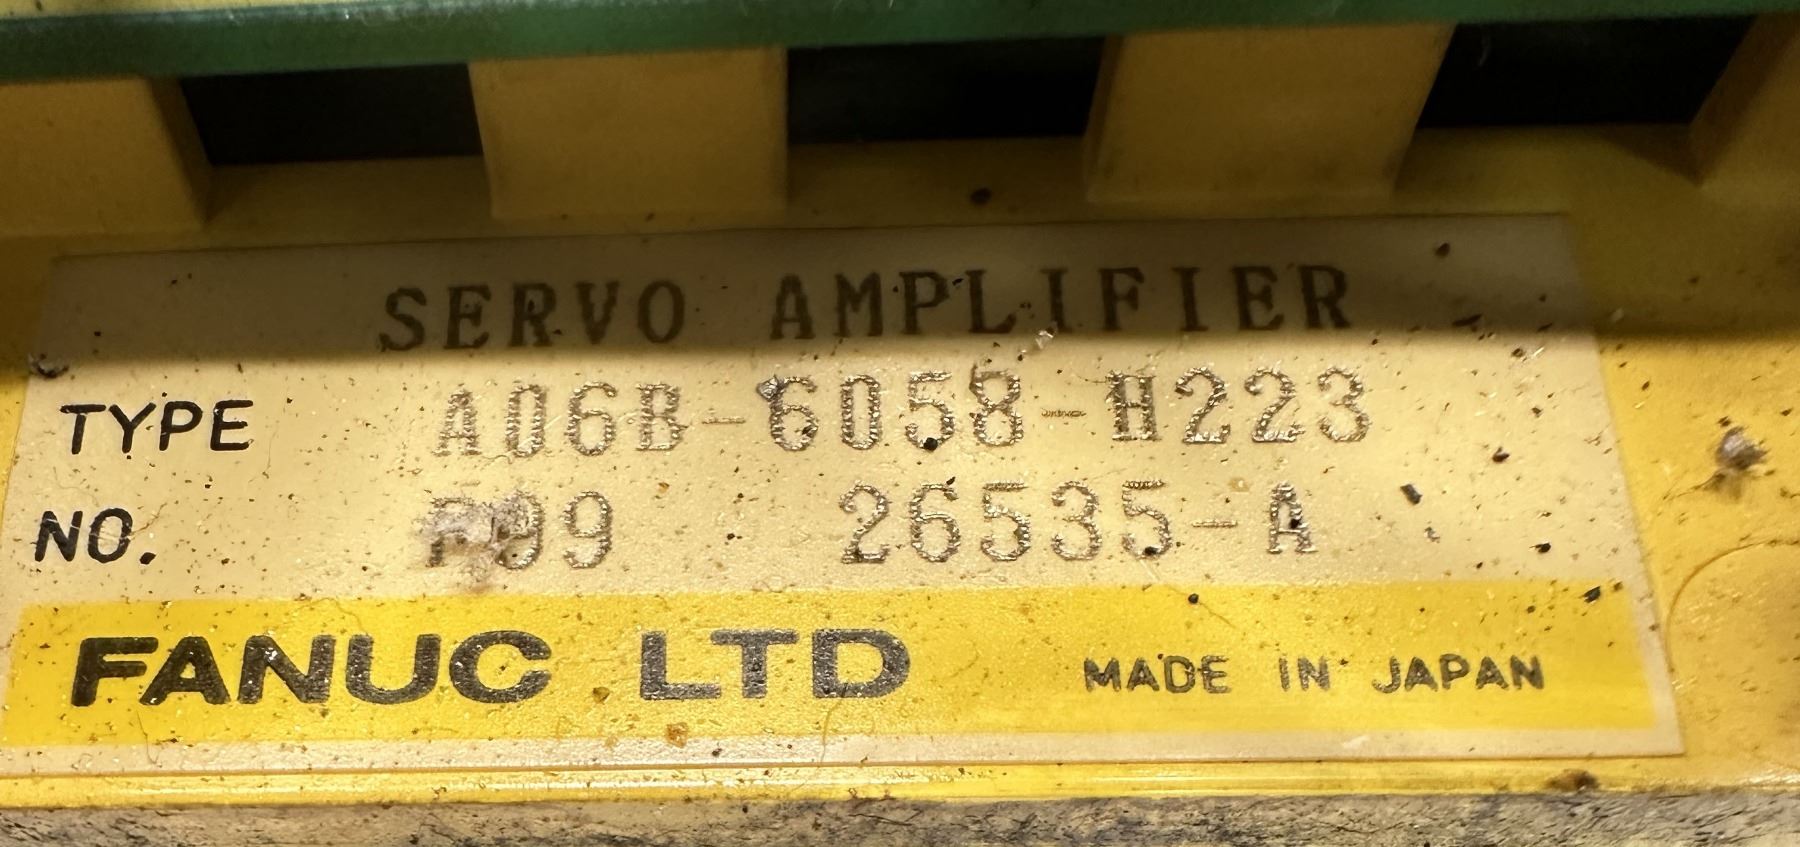 SERVO AMPLIFIER
TYPE A06B-6058-H223
NO. 26535-A
FANUC LTD MADE IN JAPAN